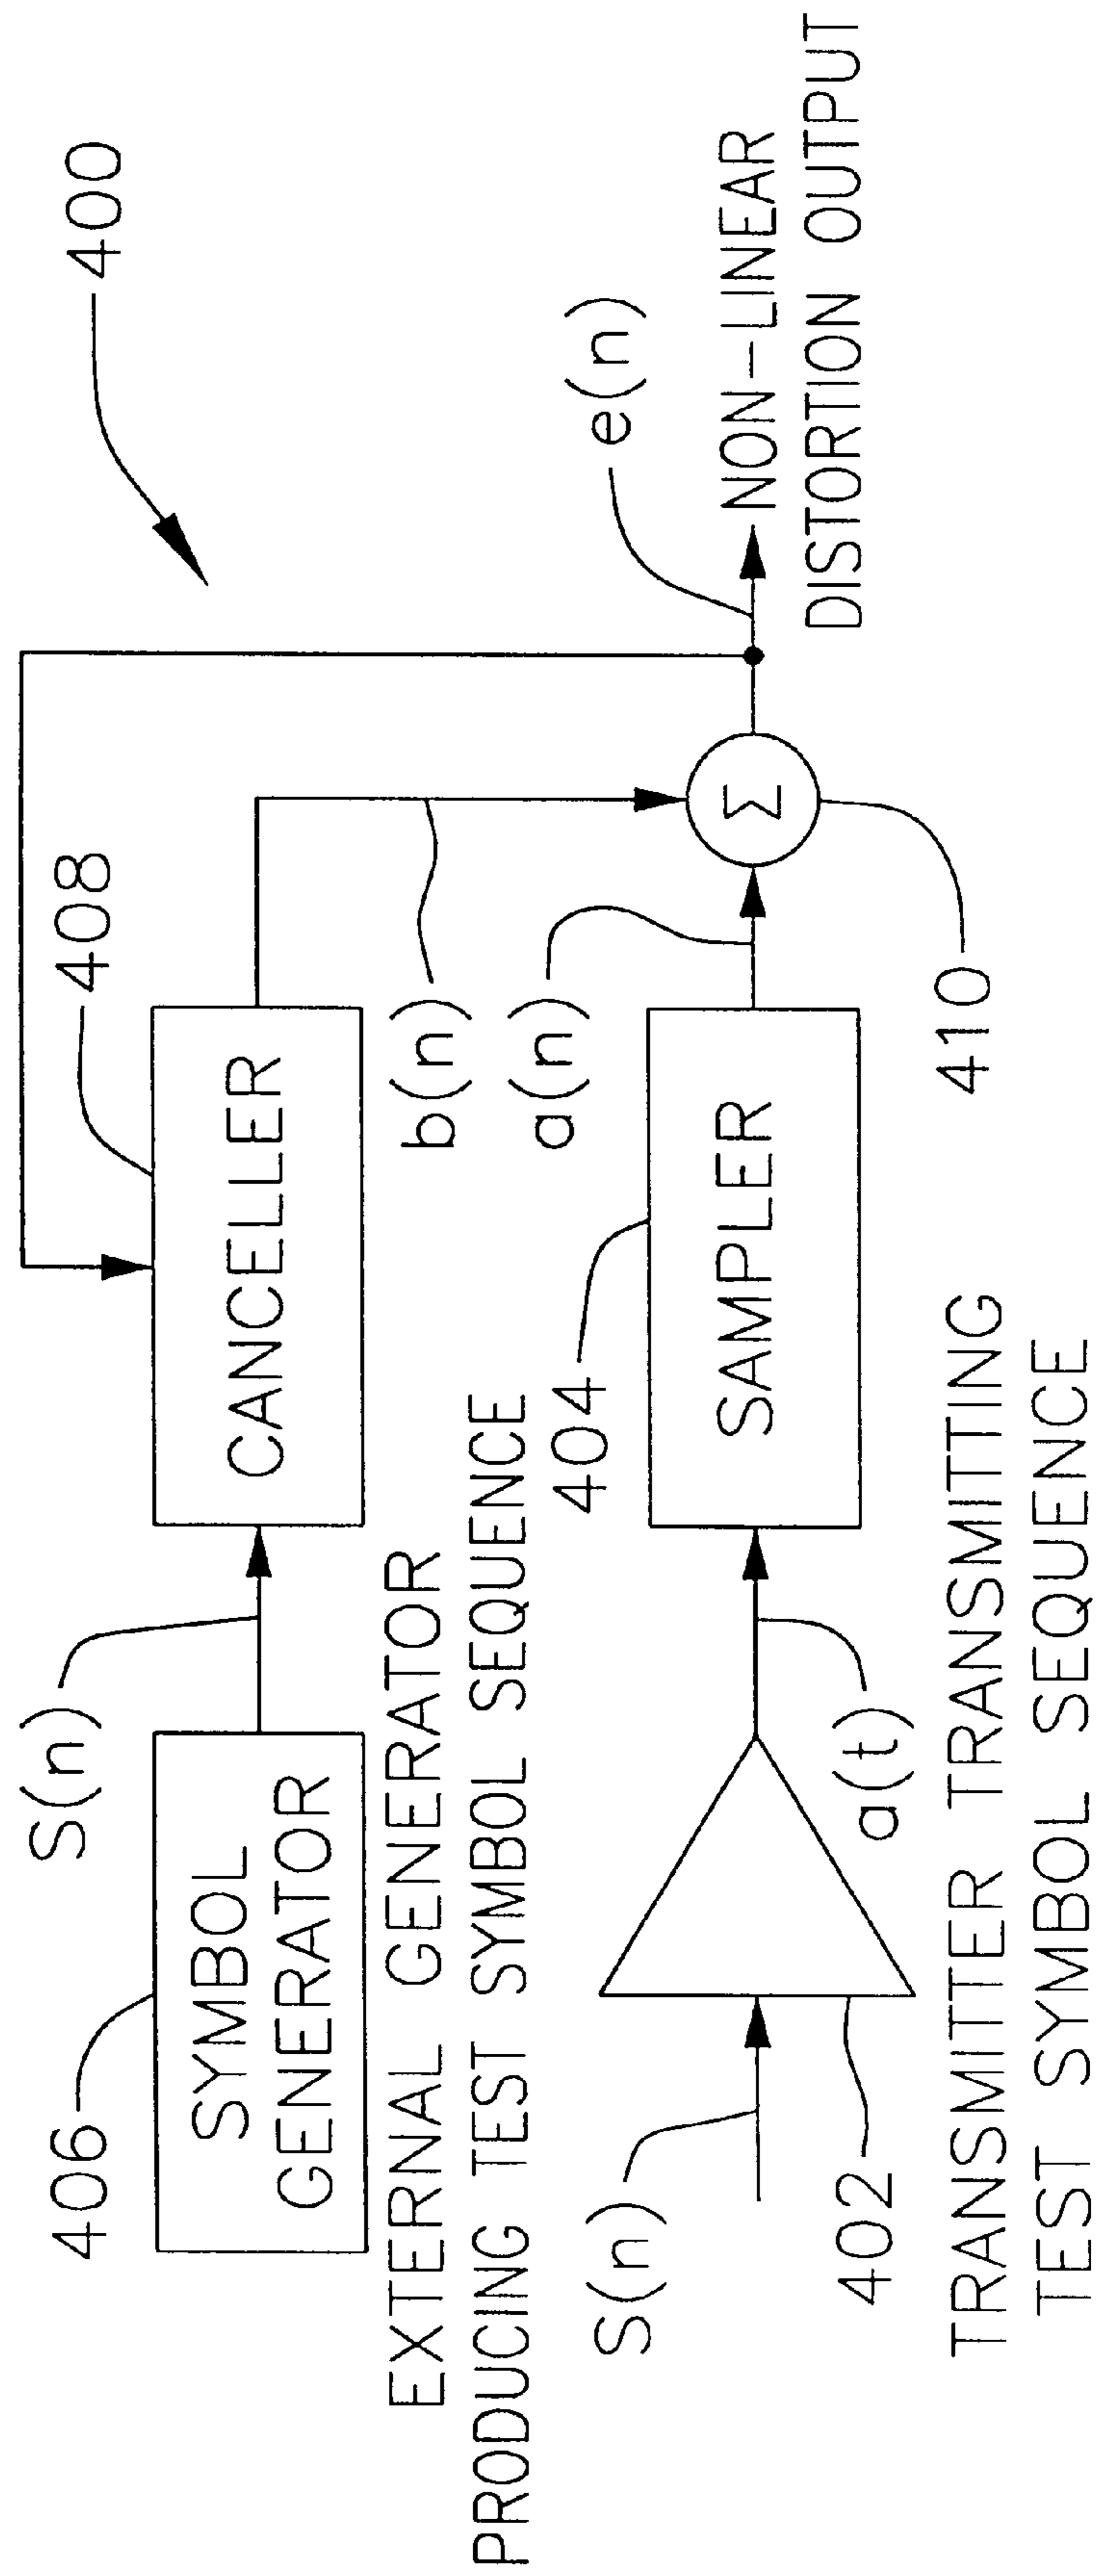 400
408
406
S(n)
SYMBOL
GENERATOR
CANCELLER
EXTERNAL GENERATOR
PRODUCING TEST SYMBOL SEQUENCE
b(n)
a(n)
e(n)
404
S(n)
SAMPLER
Σ
NON-LINEAR
DISTORTION OUTPUT
402
a(t)
410
TRANSMITTER TRANSMITTING
TEST SYMBOL SEQUENCE